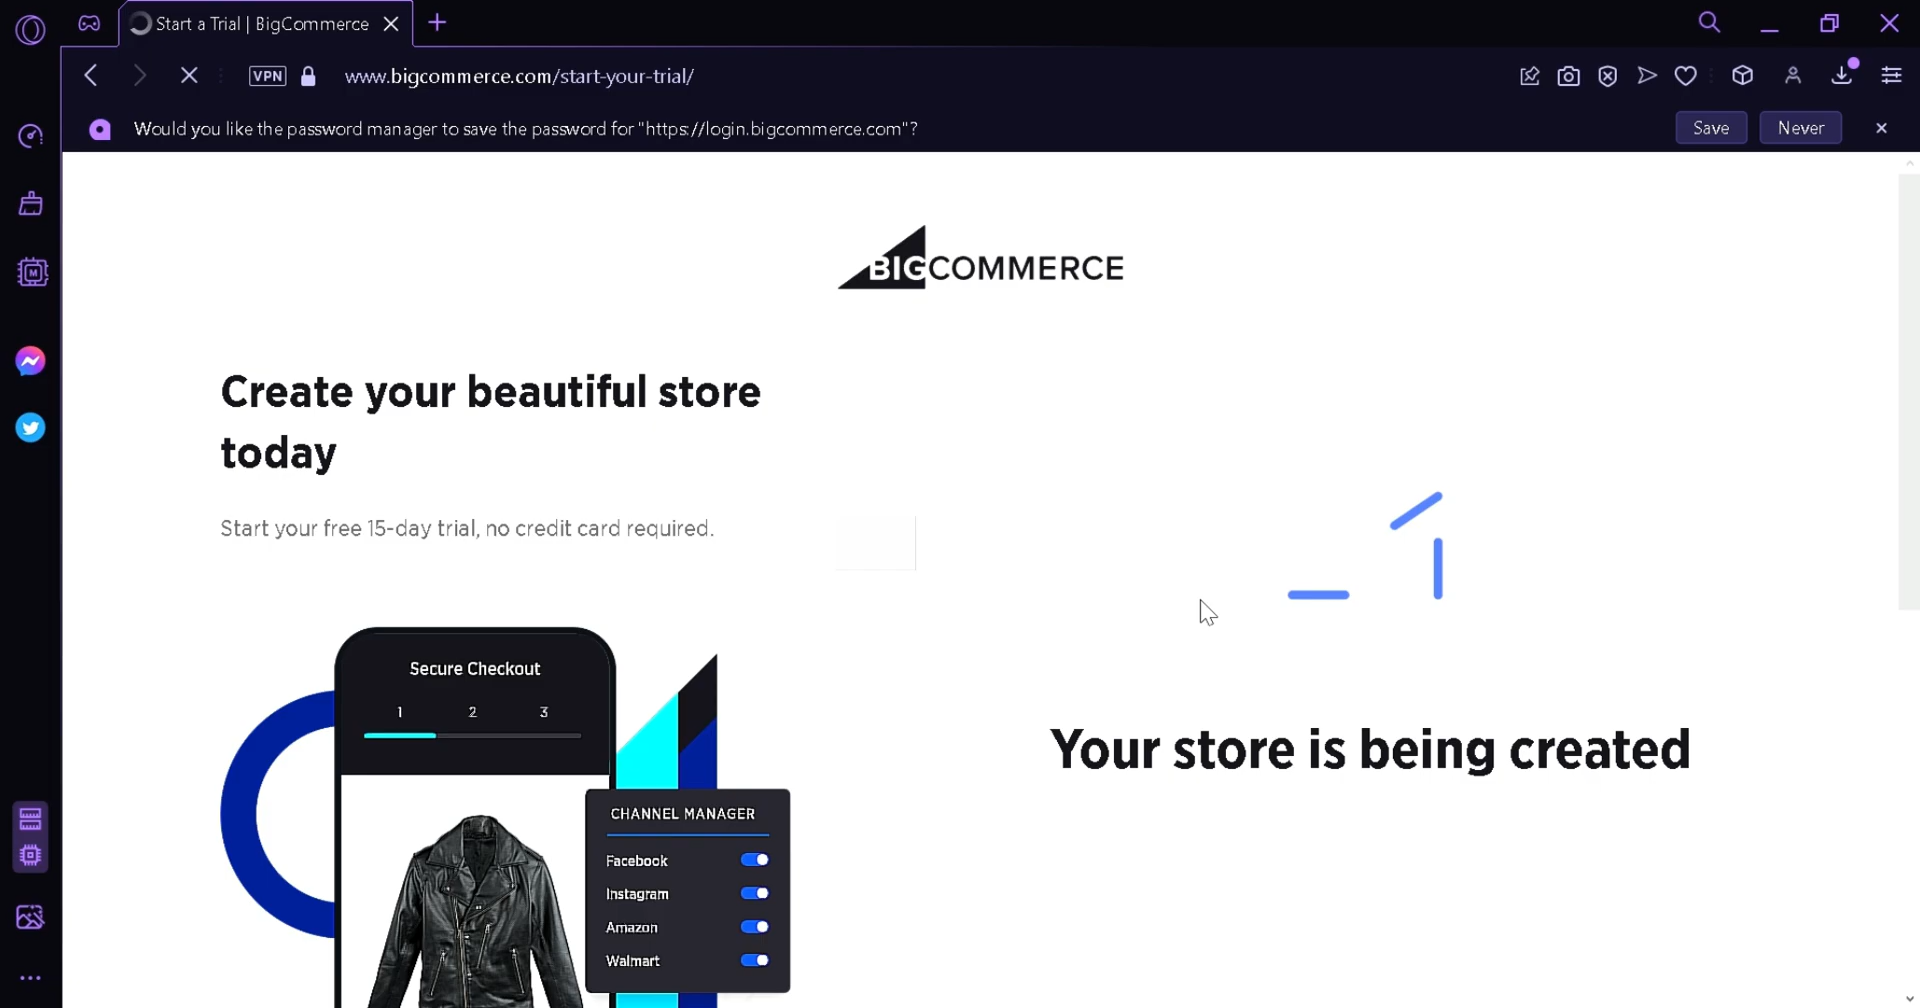 Start a Trial | BigCommerce
VPN
www.bigcommerce.com/start-your-trial/
Would you like the password manager to save the password for "https://login.bigcommerce.com"?
Save
Never
M
BIGCOMMERCE
Create your beautiful store
today
Start your free 15-day trial, no credit card required.
Secure Checkout
1 2 3
CHANNEL MANAGER
Facebook
Instagram
Amazon
Walmart
Your store is being created